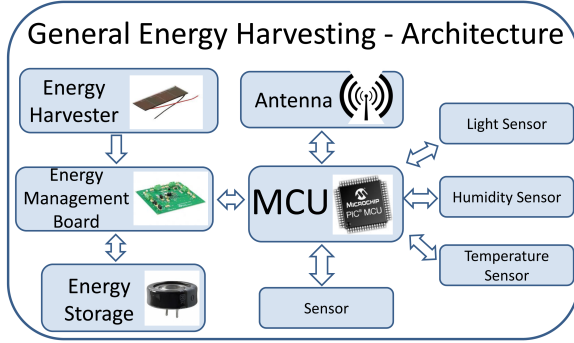 General Energy Harvesting - Architecture
Energy
Harvester
Antenna
Light Sensor
Energy
Management
Board
MCU
MICROCHIP
PIC® MCU
Humidity Sensor
Temperature
Sensor
Energy
Storage
Sensor